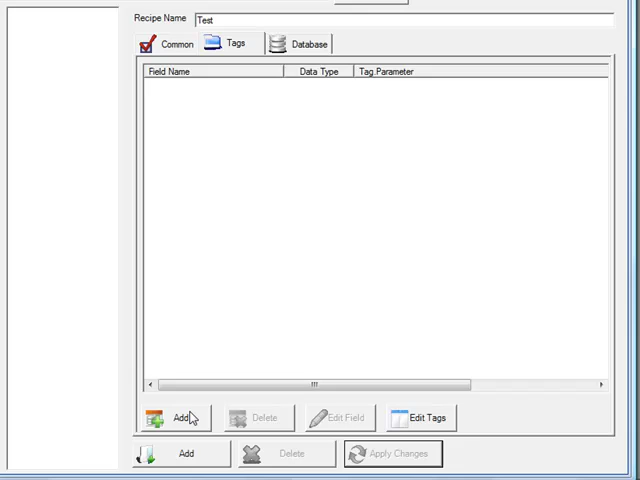 Recipe Name Test
Common Tags Database
Field Name Data Type Tag.Parameter
Add Delete Edit Field Edit Tags
Add Delete Apply Changes